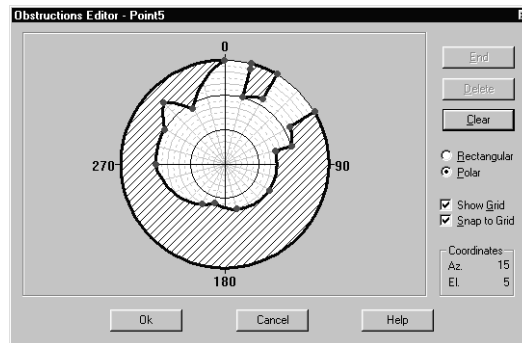 Obstructions Editor - Point5
0
270
90
180
End
Delete
Clear
Rectangular
Polar
Show Grid
Snap to Grid
Coordinates
Az. 15
El. 5
Ok
Cancel
Help